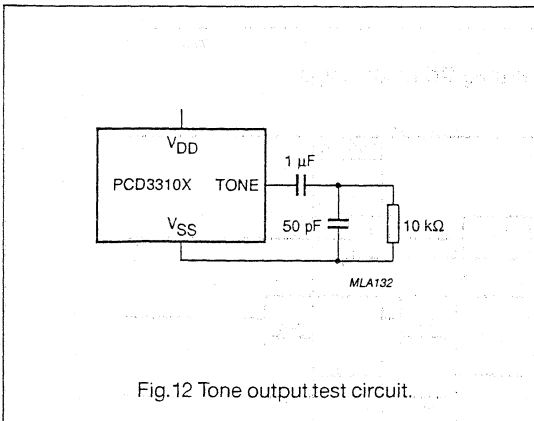 VDD
PCD3310X TONE
VSS
1 µF
50 pF
10 kΩ
MLA132
Fig.12 Tone output test circuit.